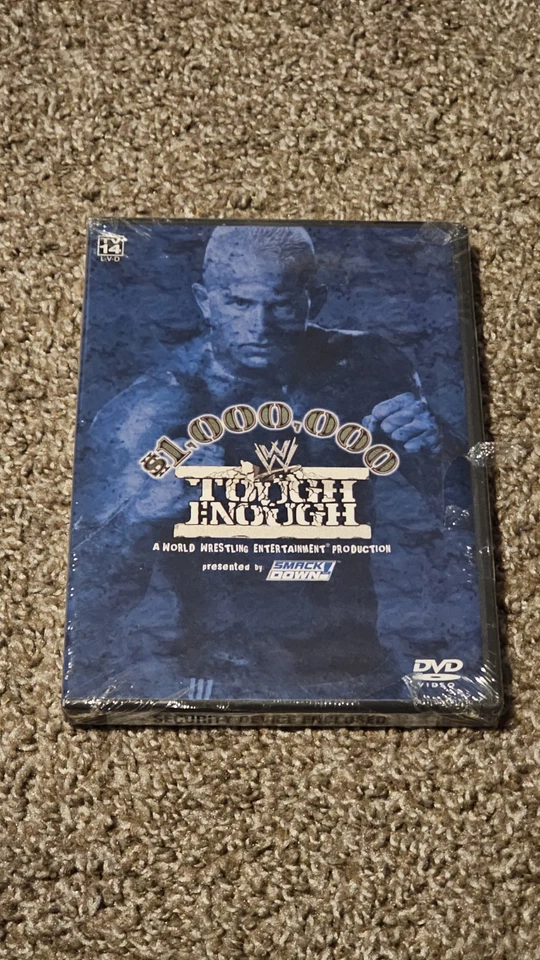 TV
14
L-V-D
$1,000,000
W
TOUGH
ENOUGH
A WORLD WRESTLING ENTERTAINMENT® PRODUCTION
presented by SMACK
DOWN!
DVD
VIDEO
SECURITY DEVICE ENCLOSED